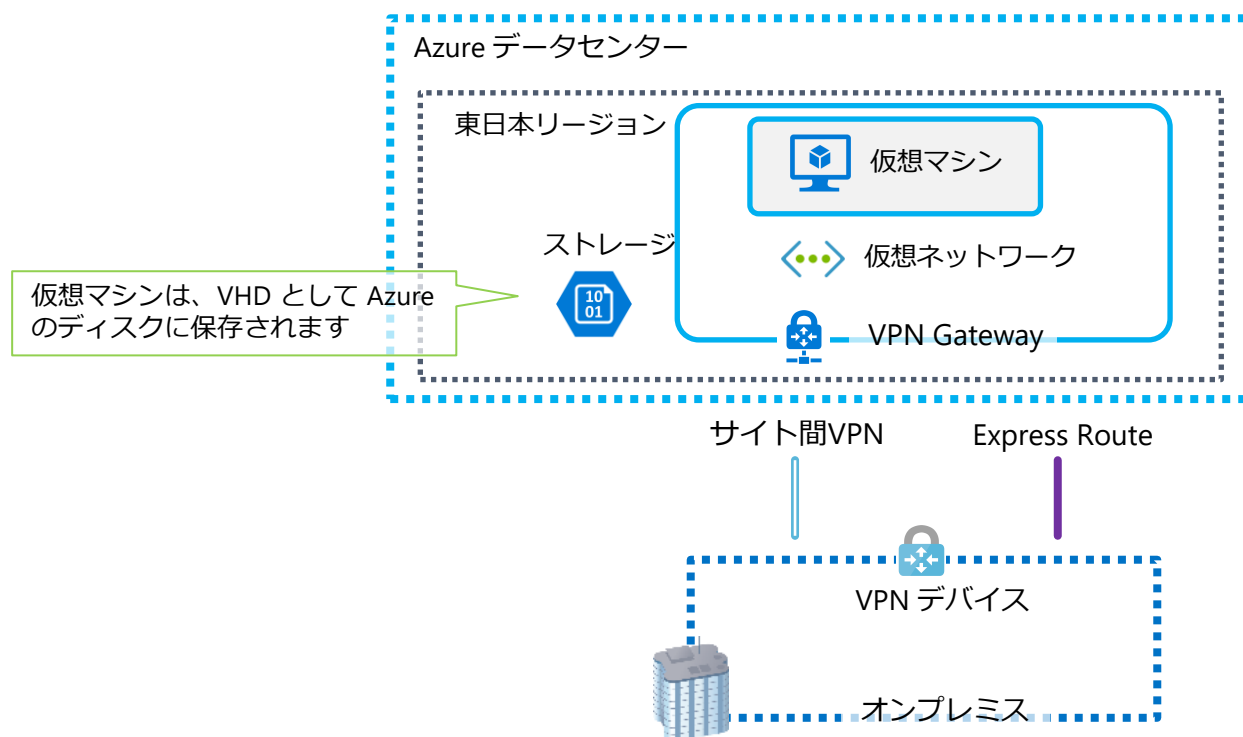 Azure データセンター
東日本リージョン
仮想マシン
ストレージ
仮想ネットワーク
10
01
仮想マシンは、VHD として Azure
のディスクに保存されます
VPN Gateway
サイト間VPN
Express Route
VPN デバイス
オンプレミス